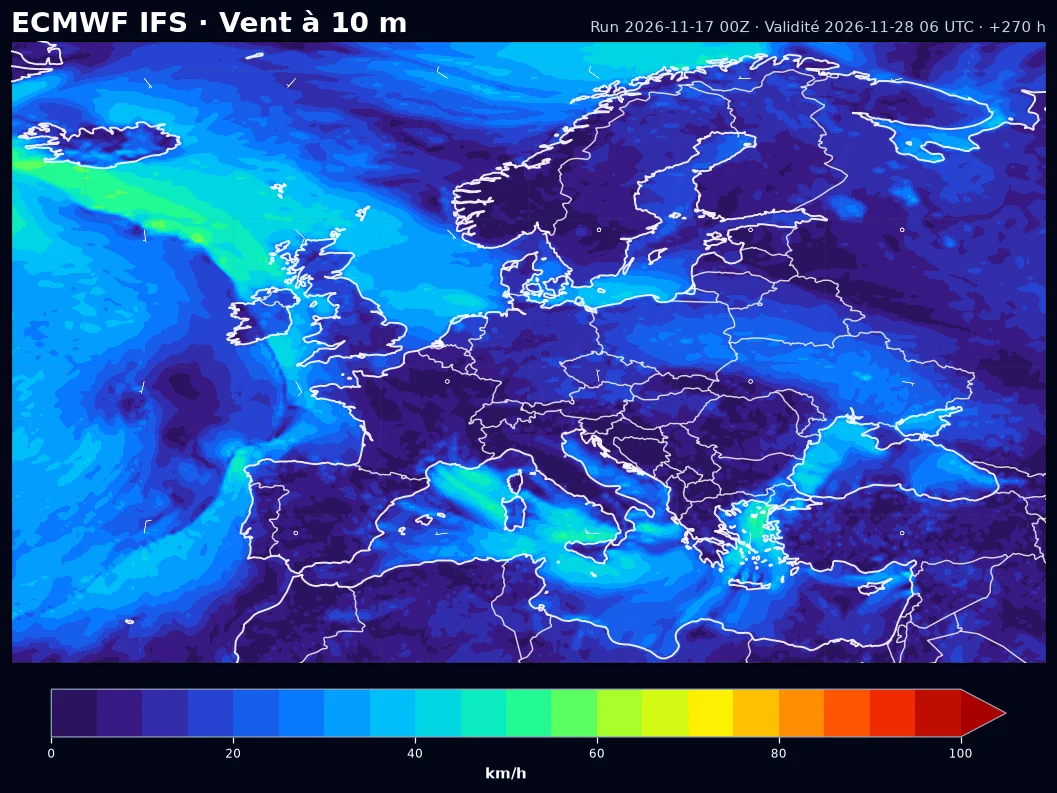 ECMWF IFS · Vent à 10 m
Run 2026-11-17 00Z · Validité 2026-11-28 06 UTC · +270 h
0 20 40 60 80 100
km/h